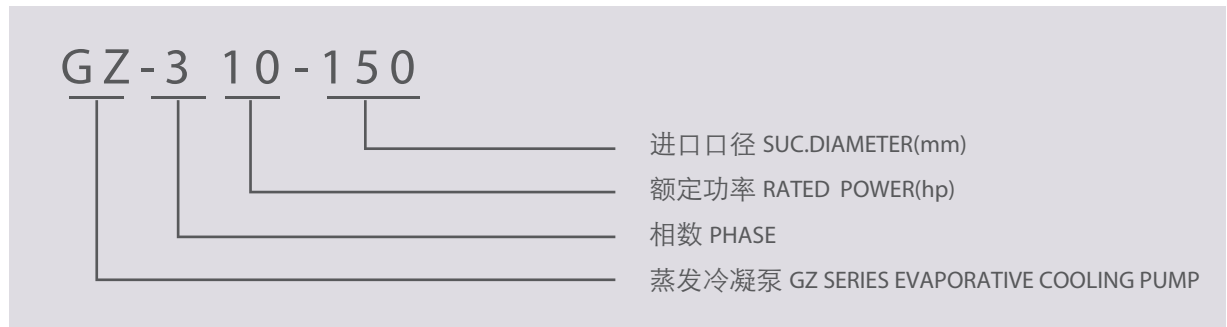 GZ-3 10-150
进口口径 SUC.DIAMETER(mm)
额定功率 RATED POWER(hp)
相数 PHASE
蒸发冷凝泵 GZ SERIES EVAPORATIVE COOLING PUMP